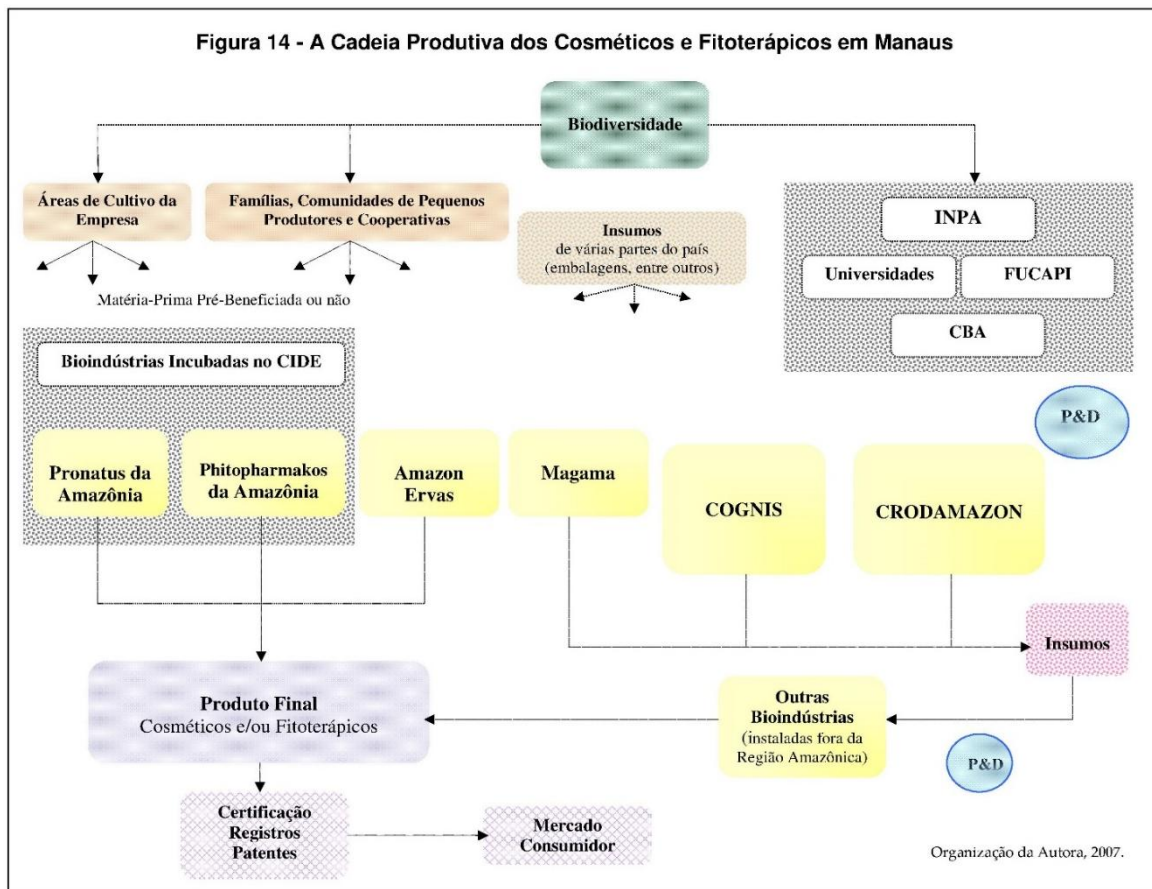 Figura 14 - A Cadeia Produtiva dos Cosméticos e Fitoterápicos em Manaus
Biodiversidade
Áreas de Cultivo da
Empresa
Famílias, Comunidades de Pequenos
Produtores e Cooperativas
Insumos
de várias partes do país
(embalagens, entre outros)
INPA
Universidades
FUCAPI
CBA
Matéria-Prima Pré-Beneficiada ou não
Bioindústrias Incubadas no CIDE
P&D
Pronatus da
Amazônia
Phitopharmakos
da Amazônia
Amazon
Ervas
Magama
COGNIS
CRODAMAZON
Insumos
Produto Final
Cosméticos e/ou Fitoterápicos
Outras
Bioindústrias
(instaladas fora da
Região Amazônica)
P&D
Certificação
Registros
Patentes
Mercado
Consumidor
Organização da Autora, 2007.